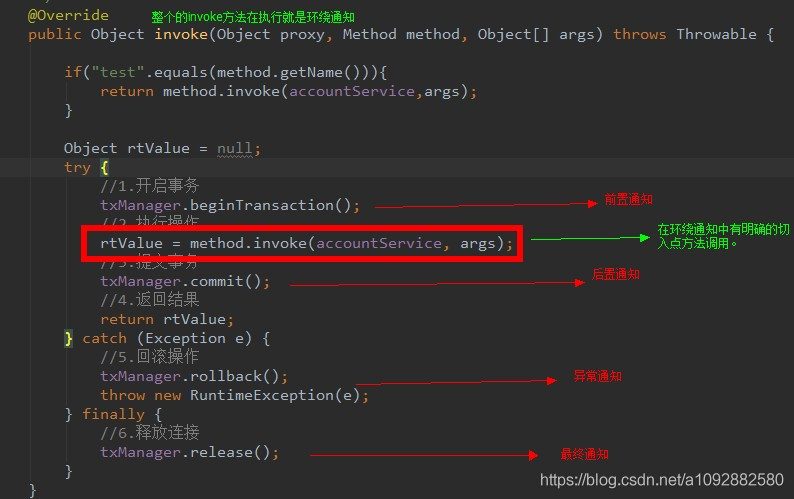 @Override 整个的invoke方法在执行就是环绕通知
public Object invoke(Object proxy, Method method, Object[] args) throws Throwable {
if("test".equals(method.getName())){
return method.invoke(accountService,args);
}
Object rtValue = null;
try {
//1.开启事务
txManager.beginTransaction(); 前置通知
//2.执行操作
rtValue = method.invoke(accountService, args); 在环绕通知中有明确的切
入点方法调用。
//3.提交事务
txManager.commit(); 后置通知
//4.返回结果
return rtValue;
} catch (Exception e) {
//5.回滚操作
txManager.rollback(); 异常通知
throw new RuntimeException(e);
} finally {
//6.释放连接
txManager.release(); 最终通知
}
}
https://blog.csdn.net/a1092882580